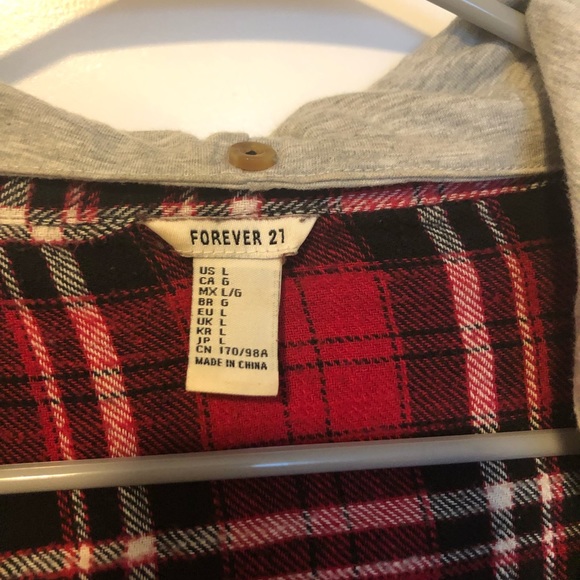 FOREVER 21
US L
CA G
MX L/G
BR G
EU L
UK L
KR L
JP L
CN 170/98A
MADE IN CHINA